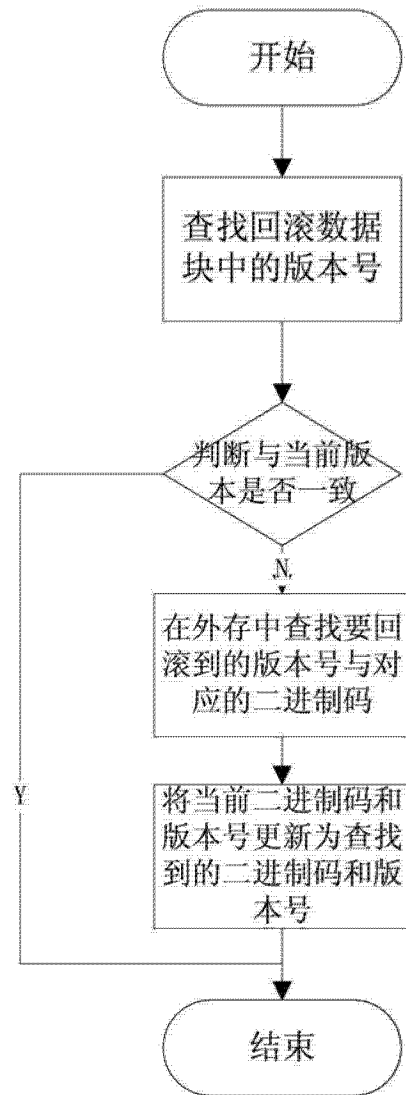 开始
查找回滚数据
块中的版本号
判断与当前版
本是否一致
N
在外存中查找要回
滚到的版本号与对
应的二进制码
Y
将当前二进制码和
版本号更新为查找
到的二进制码和版
本号
结束